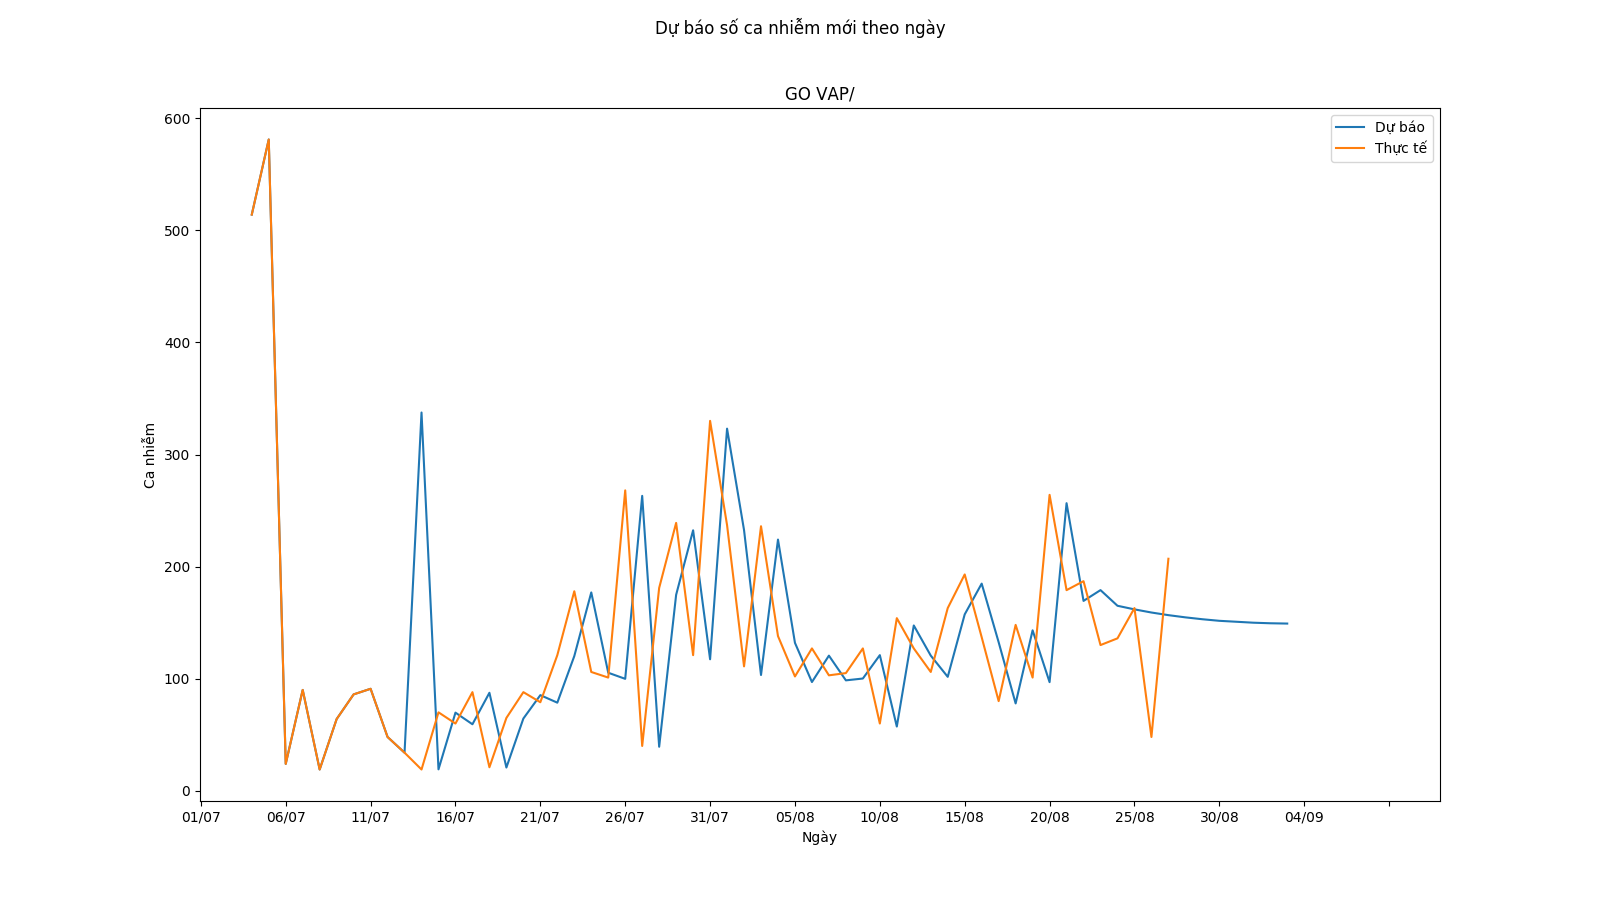 Dự báo số ca nhiễm mới theo ngày
GO VAP/
Dự báo
Thực tế
600
500
400
300
200
100
0
Ca nhiễm
01/07 06/07 11/07 16/07 21/07 26/07 31/07 05/08 10/08 15/08 20/08 25/08 30/08 04/09
Ngày